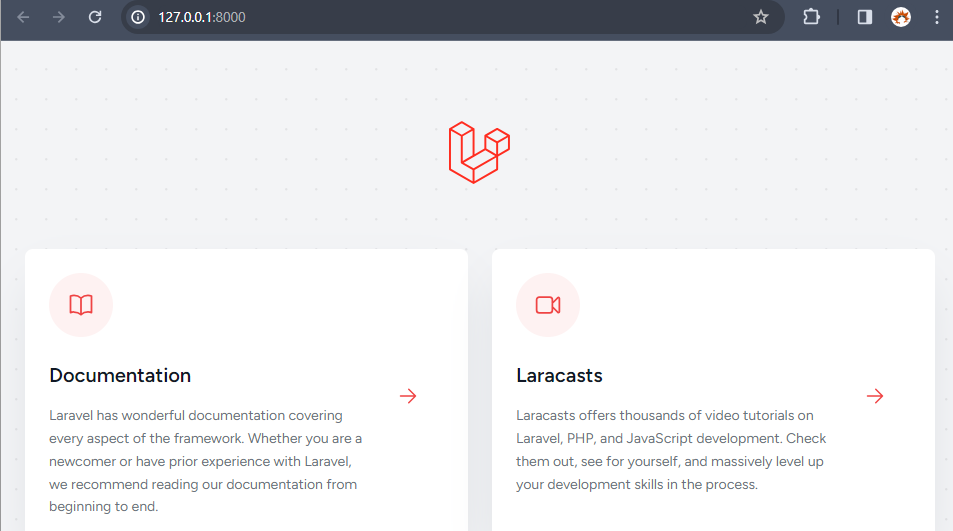 127.0.0.1:8000
Documentation
Laravel has wonderful documentation covering
every aspect of the framework. Whether you are a
newcomer or have prior experience with Laravel,
we recommend reading our documentation from
beginning to end.
Laracasts
Laracasts offers thousands of video tutorials on
Laravel, PHP, and JavaScript development. Check
them out, see for yourself, and massively level up
your development skills in the process.